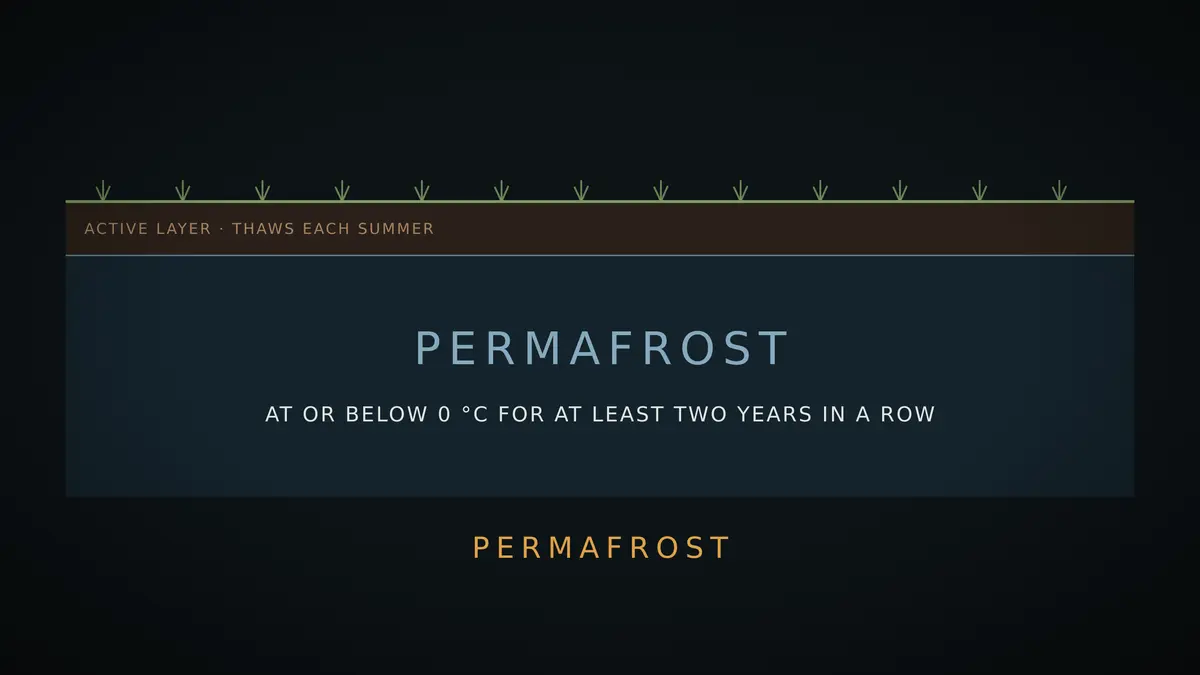 ACTIVE LAYER · THAWS EACH SUMMER
PERMAFROST
AT OR BELOW 0 °C FOR AT LEAST TWO YEARS IN A ROW
PERMAFROST